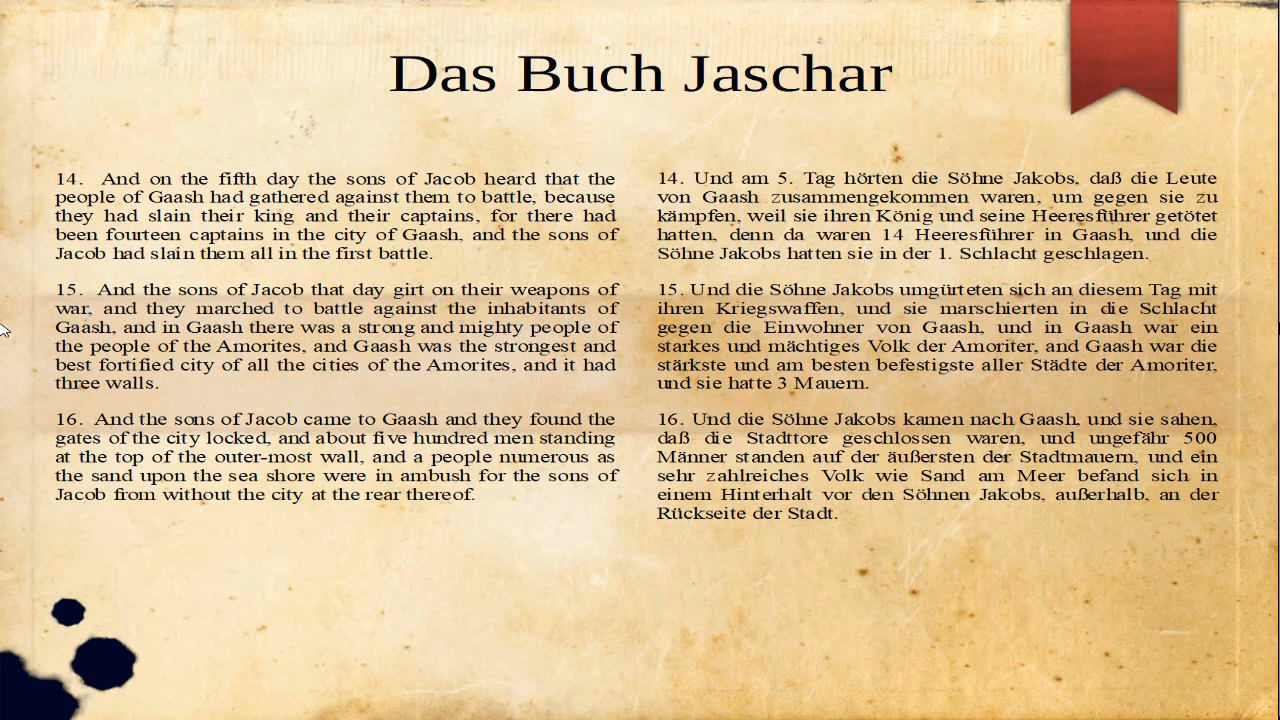 Das Buch Jaschar
14. And on the fifth day the sons of Jacob heard that the
people of Gaash had gathered against them to battle, because
they had slain their king and their captains, for there had
been fourteen captains in the city of Gaash, and the sons of
Jacob had slain them all in the first battle.
15. And the sons of Jacob that day girt on their weapons of
war, and they marched to battle against the inhabitants of
Gaash, and in Gaash there was a strong and mighty people of
the people of the Amorites, and Gaash was the strongest and
best fortified city of all the cities of the Amorites, and it had
three walls.
16. And the sons of Jacob came to Gaash and they found the
gates of the city locked, and about five hundred men standing
at the top of the outer-most wall, and a people numerous as
the sand upon the sea shore were in ambush for the sons of
Jacob from without the city at the rear thereof.
14. Und am 5. Tag hörten die Söhne Jakobs, daß die Leute
von Gaash zusammengekommen waren, um gegen sie zu
kämpfen, weil sie ihren König und seine Heeresführer getötet
hatten, denn da waren 14 Heeresführer in Gaash, und die
Söhne Jakobs hatten sie in der 1. Schlacht geschlagen.
15. Und die Söhne Jakobs umgürteten sich an diesem Tag mit
ihren Kriegswaffen, und sie marschierten in die Schlacht
gegen die Einwohner von Gaash, und in Gaash war ein
starkes und mächtiges Volk der Amoriter, and Gaash war die
stärkste und am besten befestigste aller Städte der Amoriter,
und sie hatte 3 Mauern.
16. Und die Söhne Jakobs kamen nach Gaash, und sie sahen,
daß die Stadttore geschlossen waren, und ungefähr 500
Männer standen auf der äußersten der Stadtmauern, und ein
sehr zahlreiches Volk wie Sand am Meer befand sich in
einem Hinterhalt vor den Söhnen Jakobs, außerhalb, an der
Rückseite der Stadt.